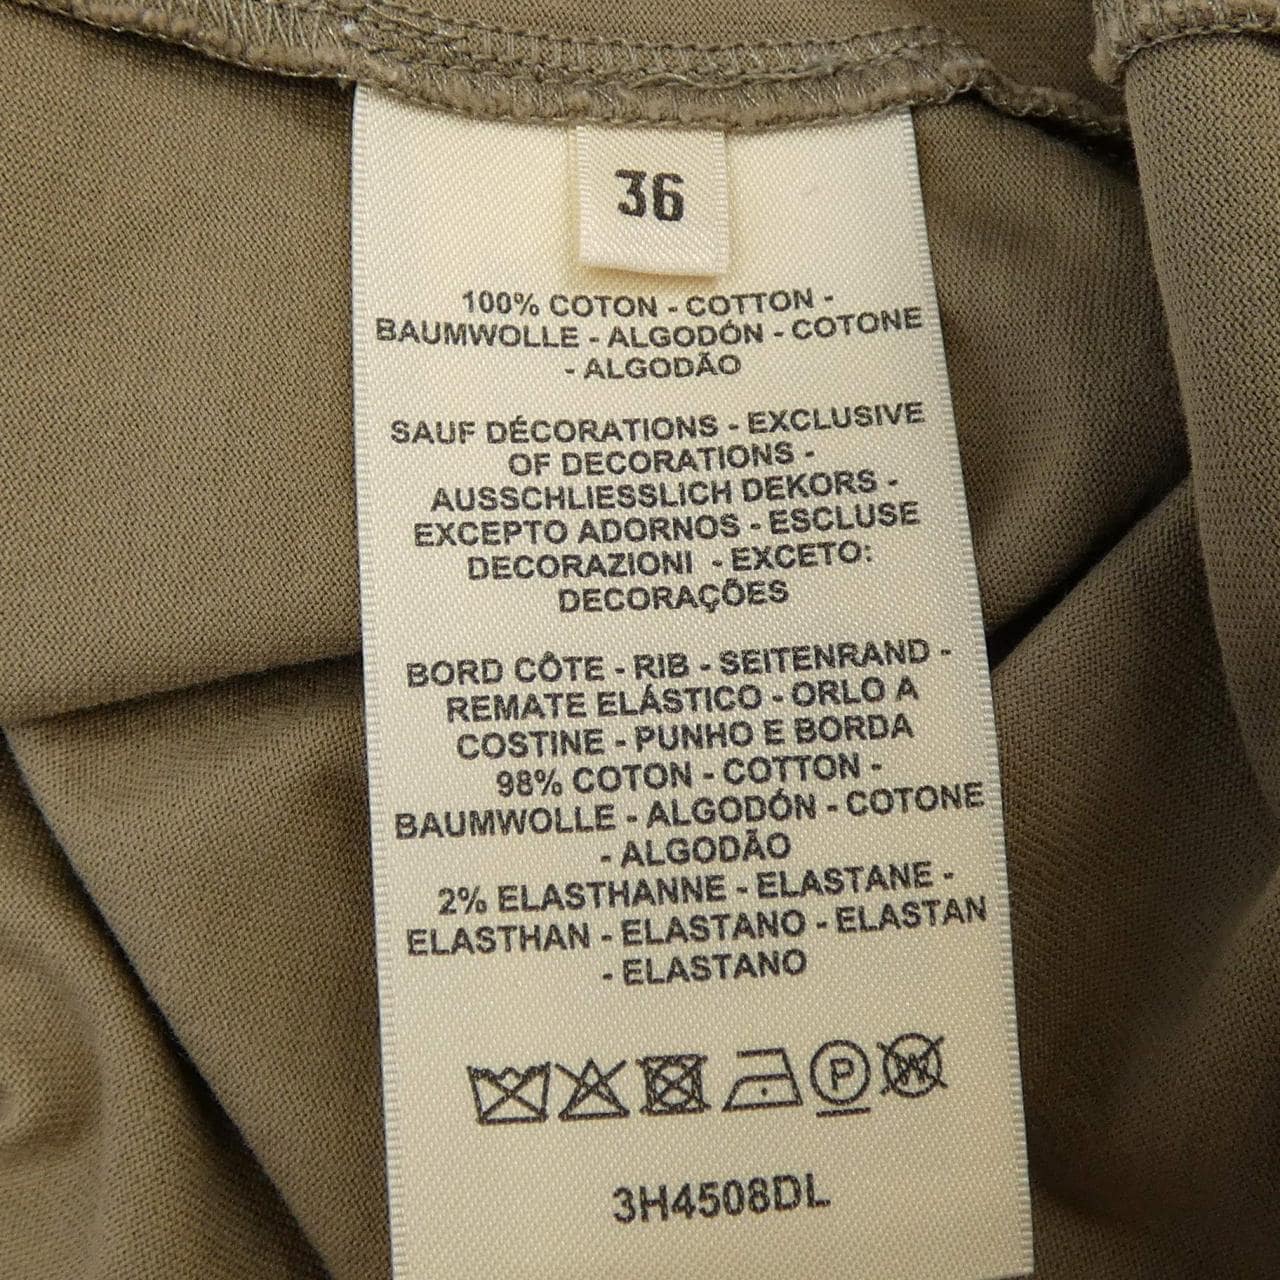 36
100% COTON - COTTON -
BAUMWOLLE - ALGODÓN - COTONE
- ALGODÃO
SAUF DÉCORATIONS - EXCLUSIVE
OF DECORATIONS -
AUSSCHLIESSLICH DEKORS -
EXCEPTO ADORNOS - ESCLUSE
DECORAZIONI - EXCETO:
DECORAÇÕES
BORD CÔTE - RIB - SEITENRAND -
REMATE ELÁSTICO - ORLO A
COSTINE - PUNHO E BORDA
98% COTON - COTTON -
BAUMWOLLE - ALGODÓN - COTONE
- ALGODÃO
2% ELASTHANNE - ELASTANE -
ELASTHAN - ELASTANO - ELASTAN
- ELASTANO
P W
3H4508DL